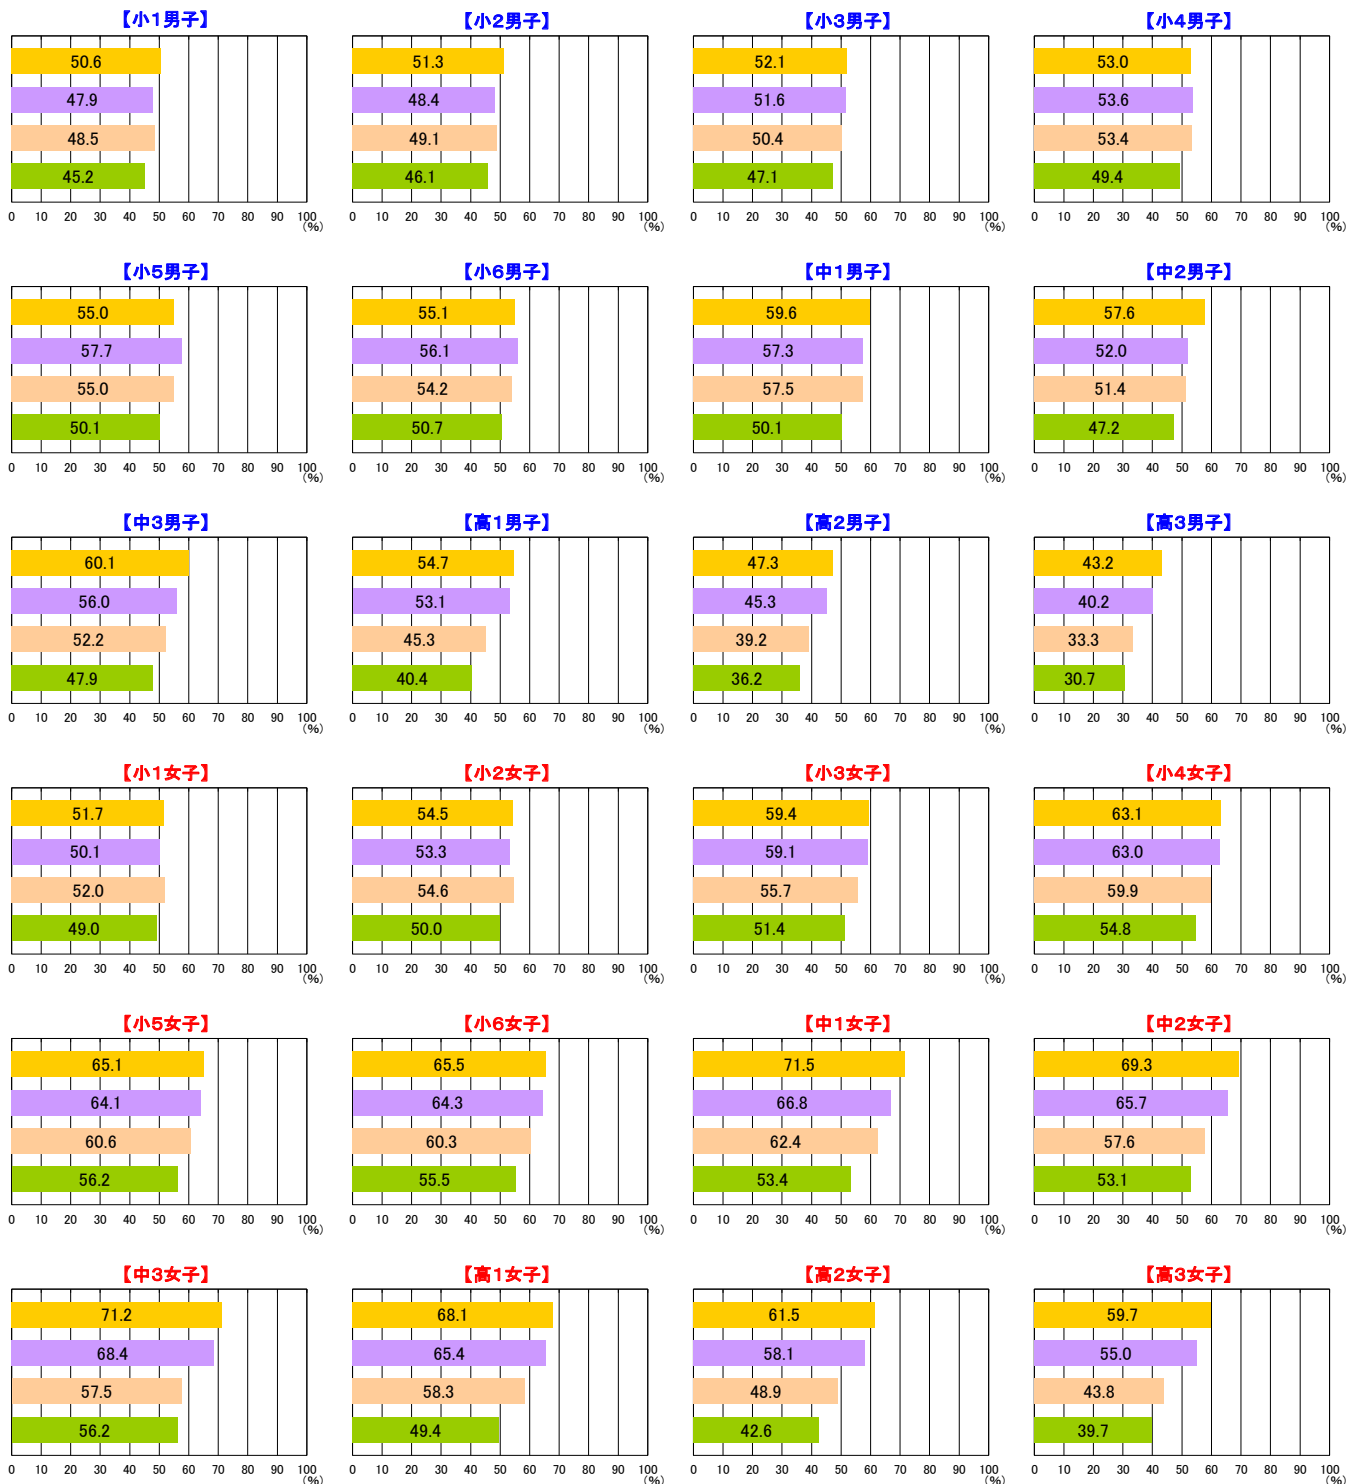 【小1男子】 【小2男子】 【小3男子】 【小4男子】
50.6 51.3 52.1 53.0
47.9 48.4 51.6 53.6
48.5 49.1 50.4 53.4
45.2 46.1 47.1 49.4
0 10 20 30 40 50 60 70 80 90 100 0 10 20 30 40 50 60 70 80 90 100 0 10 20 30 40 50 60 70 80 90 100 0 10 20 30 40 50 60 70 80 90 100
(%) (%) (%) (%)
【小5男子】 【小6男子】 【中1男子】 【中2男子】
55.0 55.1 59.6 57.6
57.7 56.1 57.3 52.0
55.0 54.2 57.5 51.4
50.1 50.7 50.1 47.2
0 10 20 30 40 50 60 70 80 90 100 0 10 20 30 40 50 60 70 80 90 100 0 10 20 30 40 50 60 70 80 90 100 0 10 20 30 40 50 60 70 80 90 100
(%) (%) (%) (%)
【中3男子】 【高1男子】 【高2男子】 【高3男子】
60.1 54.7 47.3 43.2
56.0 53.1 45.3 40.2
52.2 45.3 39.2 33.3
47.9 40.4 36.2 30.7
0 10 20 30 40 50 60 70 80 90 100 0 10 20 30 40 50 60 70 80 90 100 0 10 20 30 40 50 60 70 80 90 100 0 10 20 30 40 50 60 70 80 90 100
(%) (%) (%) (%)
【小1女子】 【小2女子】 【小3女子】 【小4女子】
51.7 54.5 59.4 63.1
50.1 53.3 59.1 63.0
52.0 54.6 55.7 59.9
49.0 50.0 51.4 54.8
0 10 20 30 40 50 60 70 80 90 100 0 10 20 30 40 50 60 70 80 90 100 0 10 20 30 40 50 60 70 80 90 100 0 10 20 30 40 50 60 70 80 90 100
(%) (%) (%) (%)
【小5女子】 【小6女子】 【中1女子】 【中2女子】
65.1 65.5 71.5 69.3
64.1 64.3 66.8 65.7
60.6 60.3 62.4 57.6
56.2 55.5 53.4 53.1
0 10 20 30 40 50 60 70 80 90 100 0 10 20 30 40 50 60 70 80 90 100 0 10 20 30 40 50 60 70 80 90 100 0 10 20 30 40 50 60 70 80 90 100
(%) (%) (%) (%)
【中3女子】 【高1女子】 【高2女子】 【高3女子】
71.2 68.1 61.5 59.7
68.4 65.4 58.1 55.0
57.5 58.3 48.9 43.8
56.2 49.4 42.6 39.7
0 10 20 30 40 50 60 70 80 90 100 0 10 20 30 40 50 60 70 80 90 100 0 10 20 30 40 50 60 70 80 90 100 0 10 20 30 40 50 60 70 80 90 100
(%) (%) (%) (%)